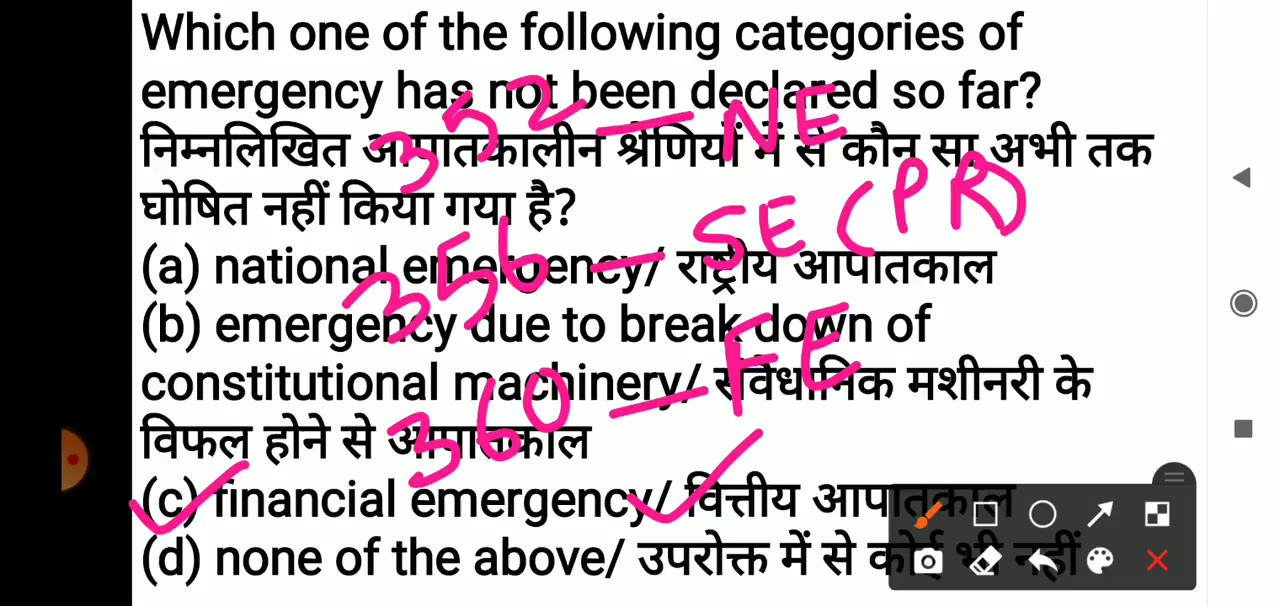 Which one of the following categories of
emergency has not been declared so far?
352 — NE
निम्नलिखित आपातकालीन श्रेणियों में से कौन सा अभी तक
घोषित नहीं किया गया है?
356 — SE (PR)
(a) national emergency/ राष्ट्रीय आपातकाल
(b) emergency due to break down of
constitutional machinery/ संवैधानिक मशीनरी के
360 — FE
विफल होने से आपातकाल
(c) financial emergency/ वित्तीय आपातकाल
(d) none of the above/ उपरोक्त में से कोई भी नहीं